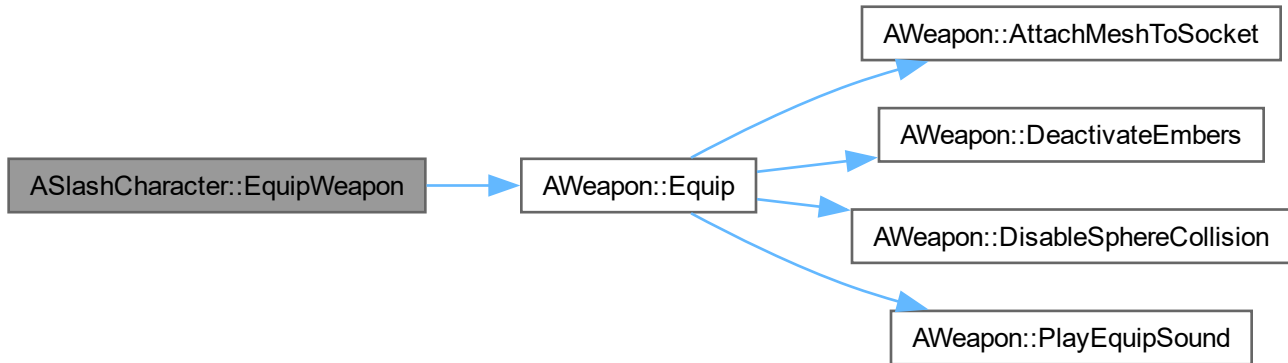 AWeapon::AttachMeshToSocket
AWeapon::DeactivateEmbers
ASlashCharacter::EquipWeapon
AWeapon::Equip
AWeapon::DisableSphereCollision
AWeapon::PlayEquipSound